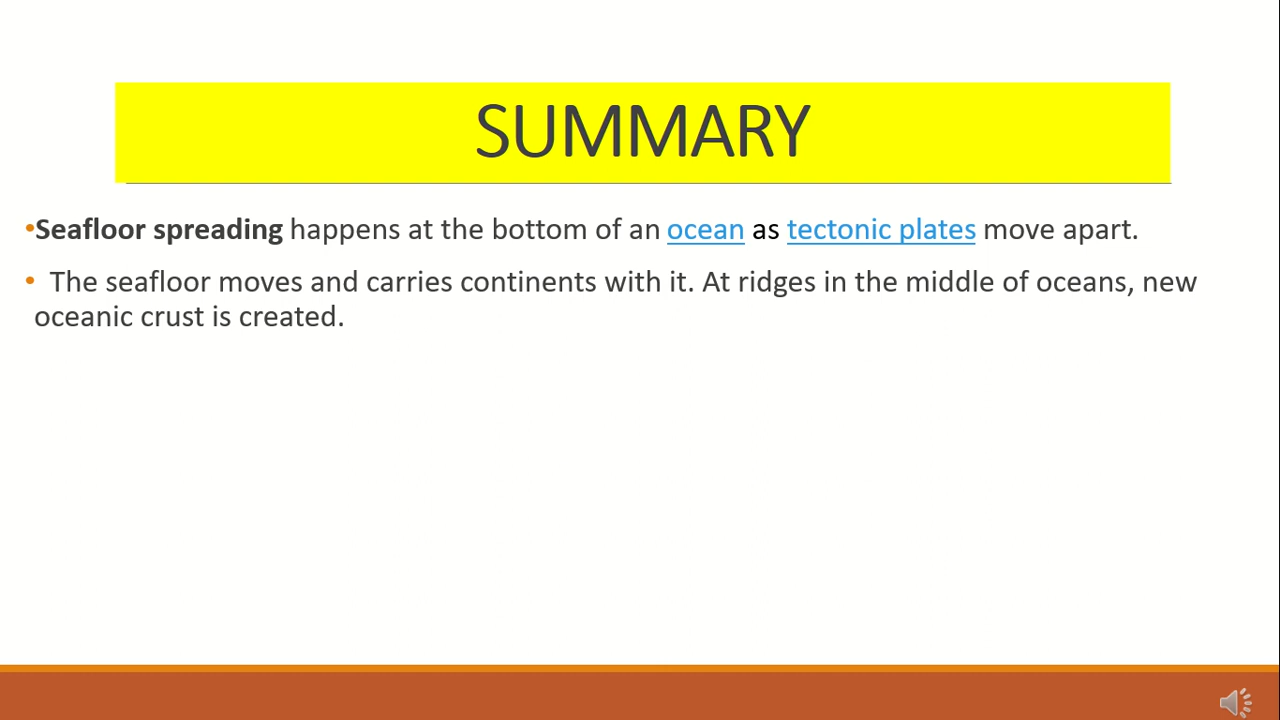 SUMMARY
•Seafloor spreading happens at the bottom of an ocean as tectonic plates move apart.
• The seafloor moves and carries continents with it. At ridges in the middle of oceans, new
oceanic crust is created.